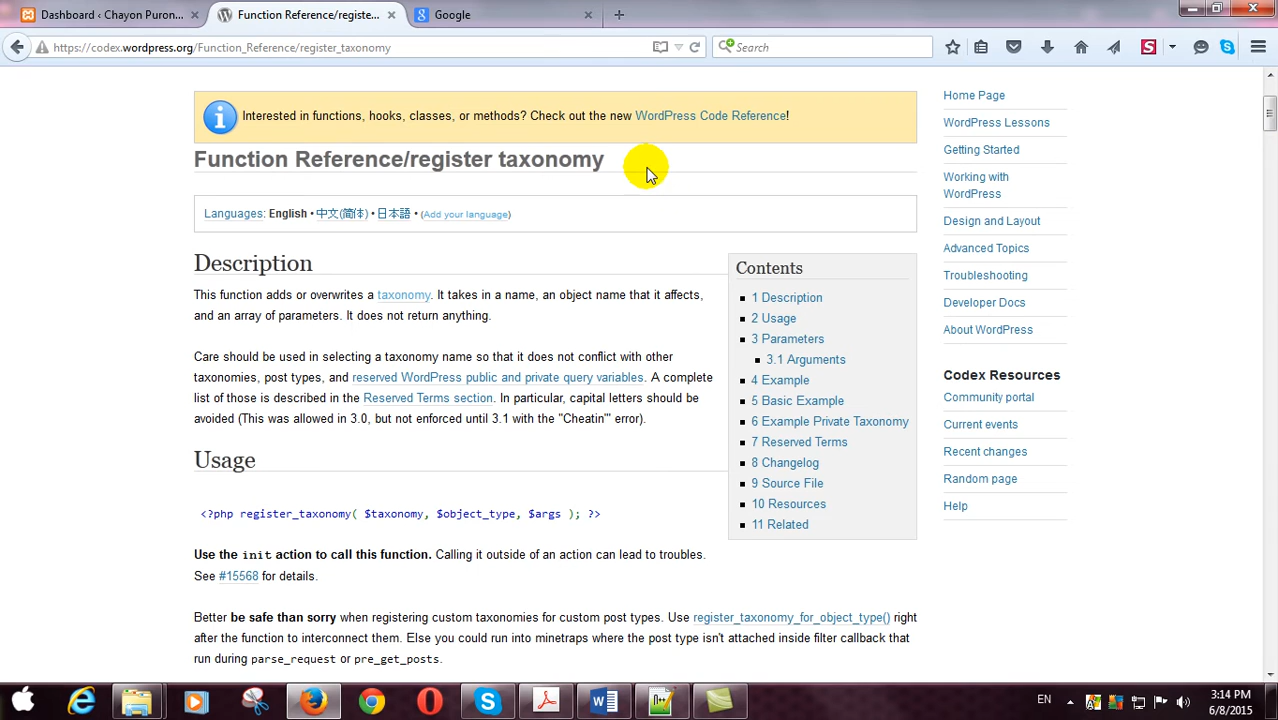 Dashboard ‹ Chayon Puron...
Function Reference/registe...
Google
https://codex.wordpress.org/Function_Reference/register_taxonomy
Search
Interested in functions, hooks, classes, or methods? Check out the new WordPress Code Reference!
Function Reference/register taxonomy
Languages: English • 中文(简体) • 日本語 • (Add your language)
Description
This function adds or overwrites a taxonomy. It takes in a name, an object name that it affects,
and an array of parameters. It does not return anything.
Care should be used in selecting a taxonomy name so that it does not conflict with other
taxonomies, post types, and reserved WordPress public and private query variables. A complete
list of those is described in the Reserved Terms section. In particular, capital letters should be
avoided (This was allowed in 3.0, but not enforced until 3.1 with the "Cheatin'" error).
Contents
1 Description
2 Usage
3 Parameters
3.1 Arguments
4 Example
5 Basic Example
6 Example Private Taxonomy
7 Reserved Terms
8 Changelog
9 Source File
10 Resources
11 Related
Usage
<?php register_taxonomy( $taxonomy, $object_type, $args ); ?>
Use the init action to call this function. Calling it outside of an action can lead to troubles.
See #15568 for details.
Better be safe than sorry when registering custom taxonomies for custom post types. Use register_taxonomy_for_object_type() right
after the function to interconnect them. Else you could run into minetraps where the post type isn't attached inside filter callback that
run during parse_request or pre_get_posts.
Home Page
WordPress Lessons
Getting Started
Working with
WordPress
Design and Layout
Advanced Topics
Troubleshooting
Developer Docs
About WordPress
Codex Resources
Community portal
Current events
Recent changes
Random page
Help
EN
3:14 PM
6/8/2015